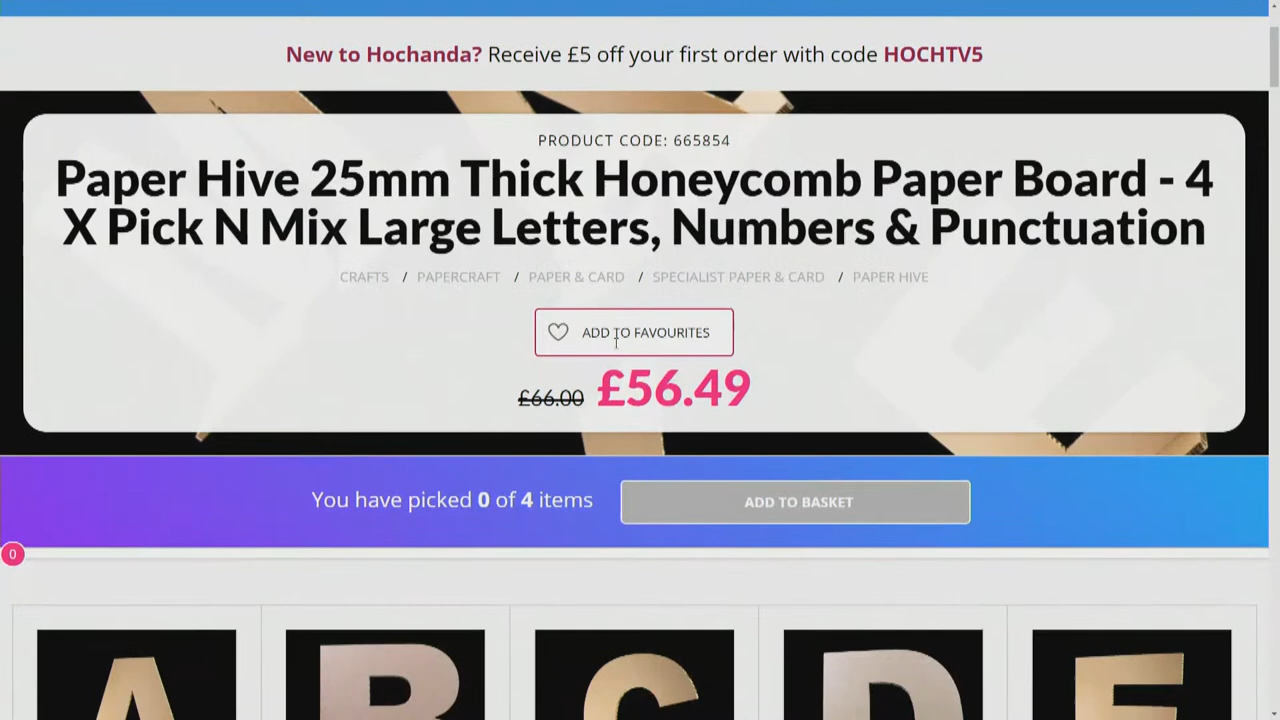 New to Hochanda? Receive £5 off your first order with code HOCHTV5
PRODUCT CODE: 665854
Paper Hive 25mm Thick Honeycomb Paper Board - 4
X Pick N Mix Large Letters, Numbers & Punctuation
CRAFTS / PAPERCRAFT / PAPER & CARD / SPECIALIST PAPER & CARD / PAPER HIVE
ADD TO FAVOURITES
£66.00 £56.49
You have picked 0 of 4 items ADD TO BASKET
0
A B C D E